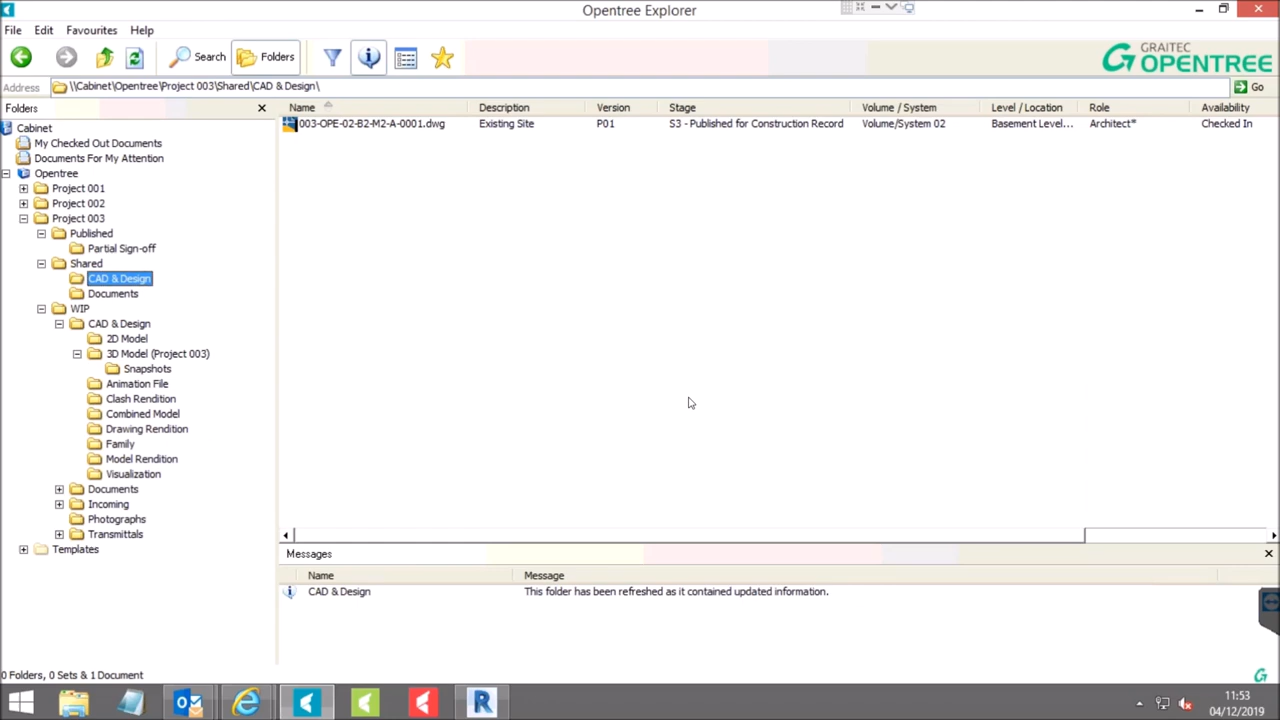 Opentree Explorer
File Edit Favourites Help
Search Folders
GRAITEC
OPENTREE
Address \\Cabinet\Opentree\Project 003\Shared\CAD & Design\ Go
Folders
Name Description Version Stage Volume / System Level / Location Role Availability
003-OPE-02-B2-M2-A-0001.dwg Existing Site P01 S3 - Published for Construction Record Volume/System 02 Basement Level... Architect* Checked In
Cabinet
My Checked Out Documents
Documents For My Attention
Opentree
Project 001
Project 002
Project 003
Published
Partial Sign-off
Shared
CAD & Design
Documents
WIP
CAD & Design
2D Model
3D Model (Project 003)
Snapshots
Animation File
Clash Rendition
Combined Model
Drawing Rendition
Family
Model Rendition
Visualization
Documents
Incoming
Photographs
Transmittals
Templates
Messages
Name Message
CAD & Design This folder has been refreshed as it contained updated information.
0 Folders, 0 Sets & 1 Document
11:53
04/12/2019